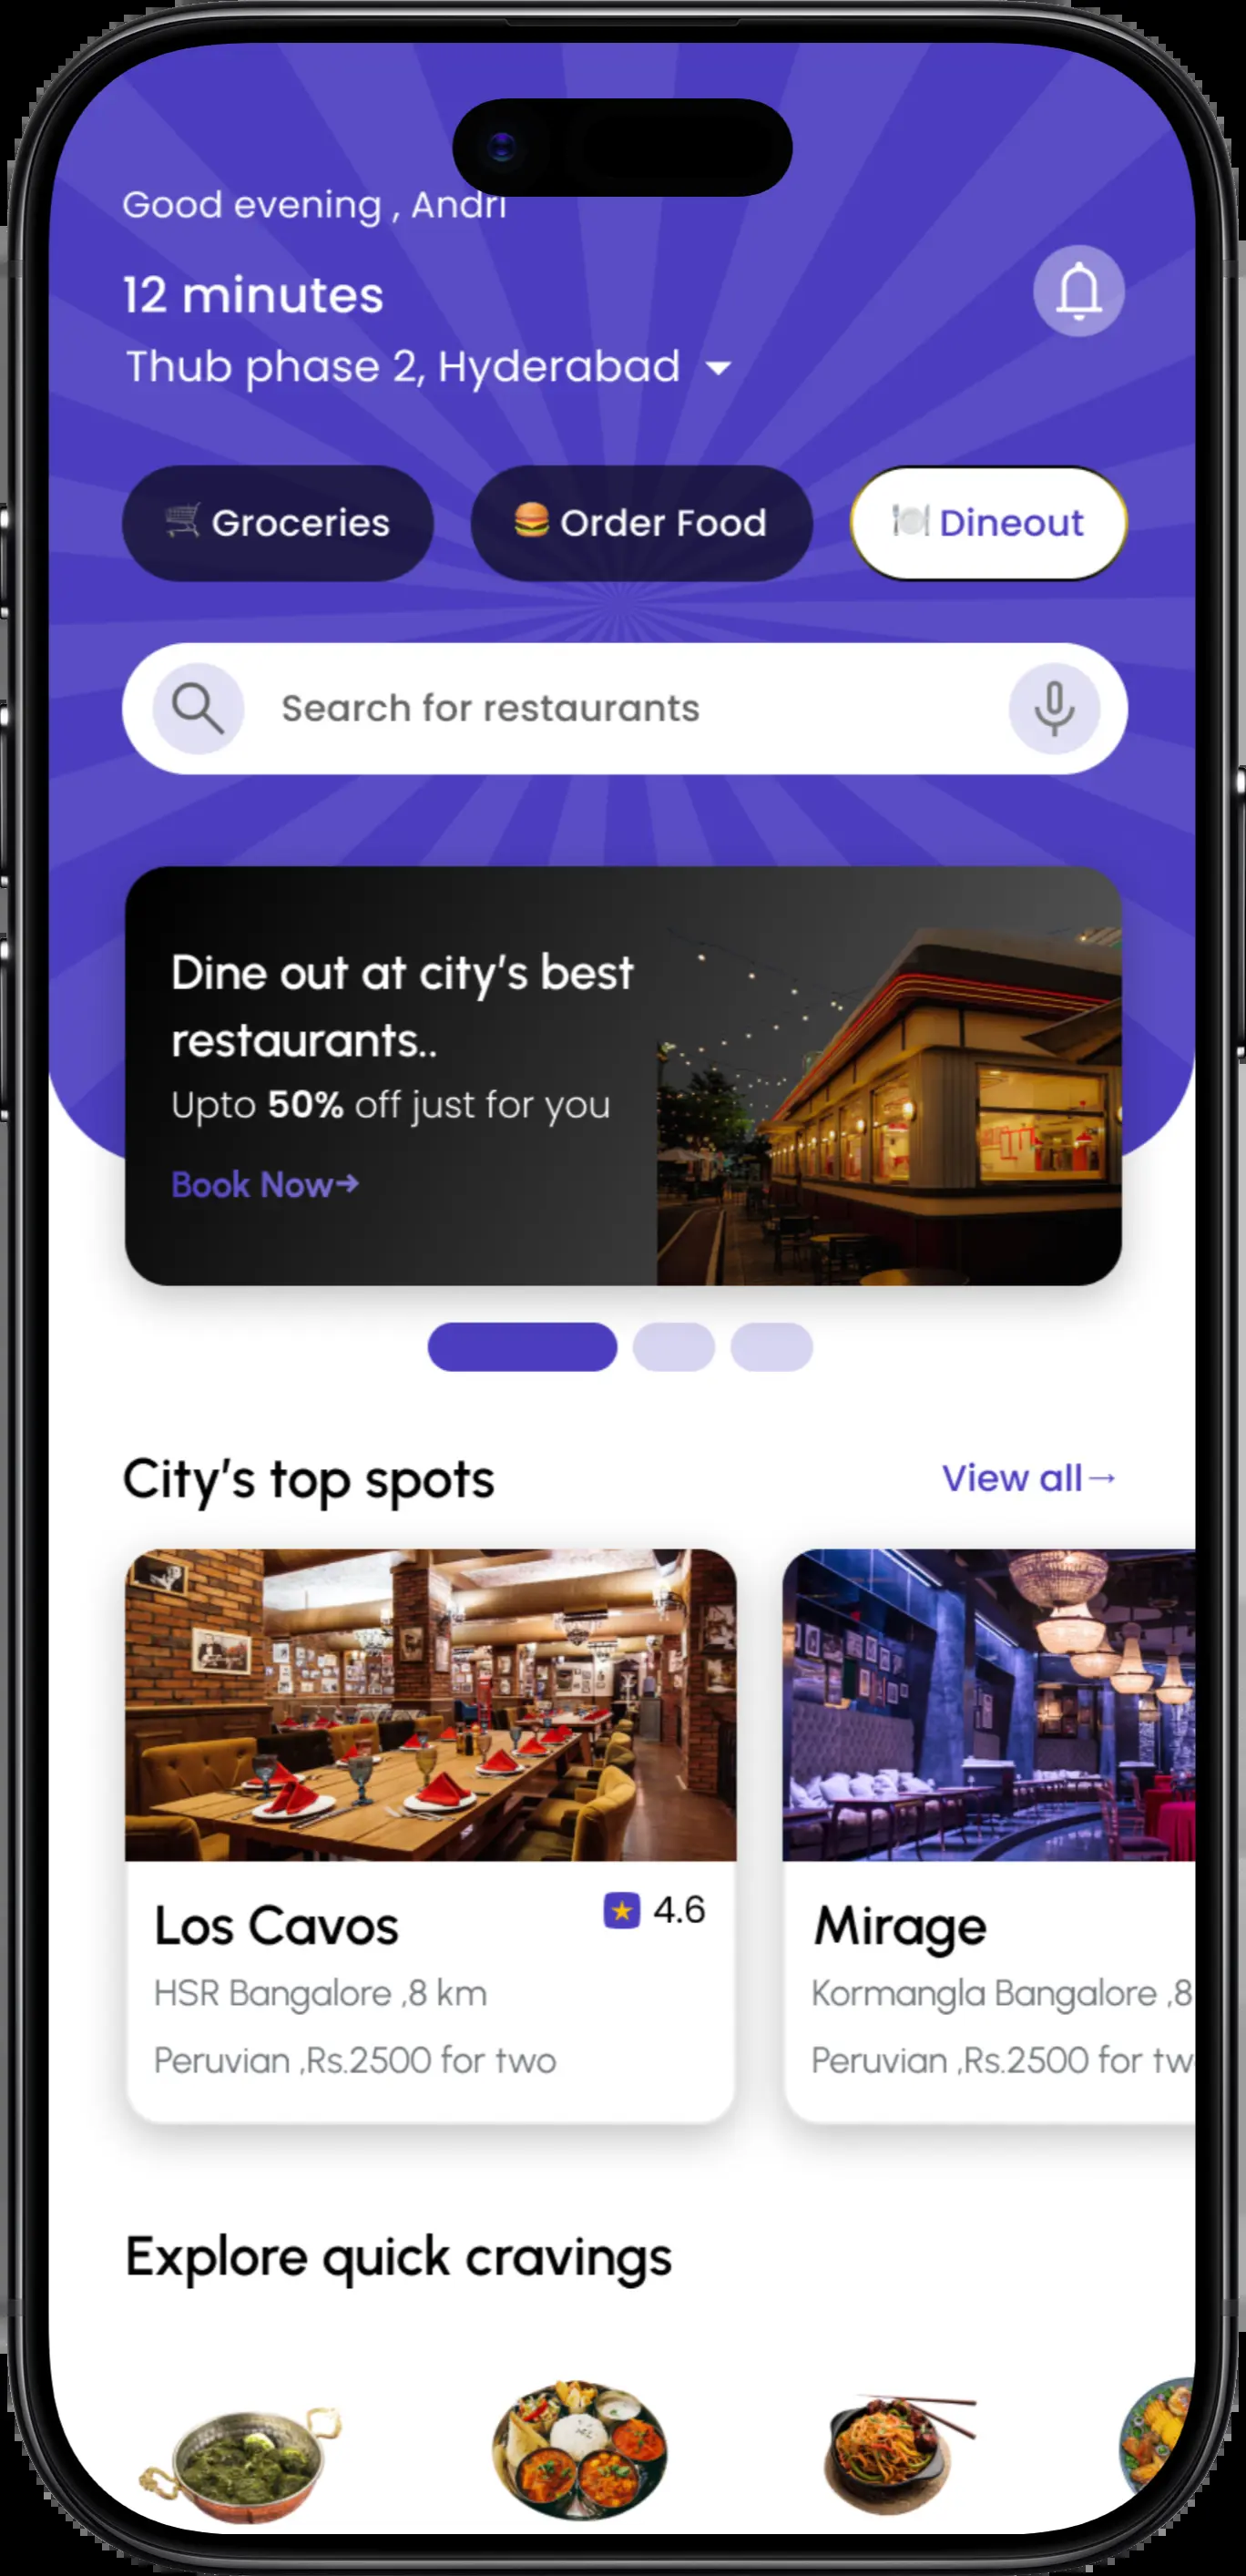 Good evening , Andri
12 minutes
Thub phase 2, Hyderabad
Groceries
Order Food
Dineout
Search for restaurants
Dine out at city's best
restaurants..
Upto 50% off just for you
Book Now→
City's top spots
View all→
Los Cavos
4.6
HSR Bangalore ,8 km
Peruvian ,Rs.2500 for two
Mirage
Kormangla Bangalore ,8
Peruvian ,Rs.2500 for tw
Explore quick cravings